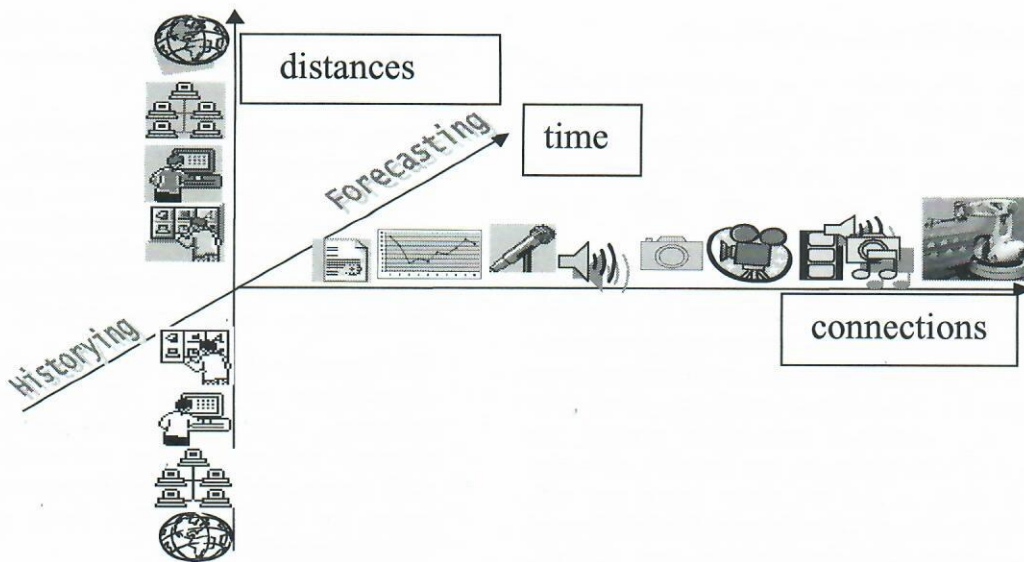 distances
time
Forecasting
connections
Historying